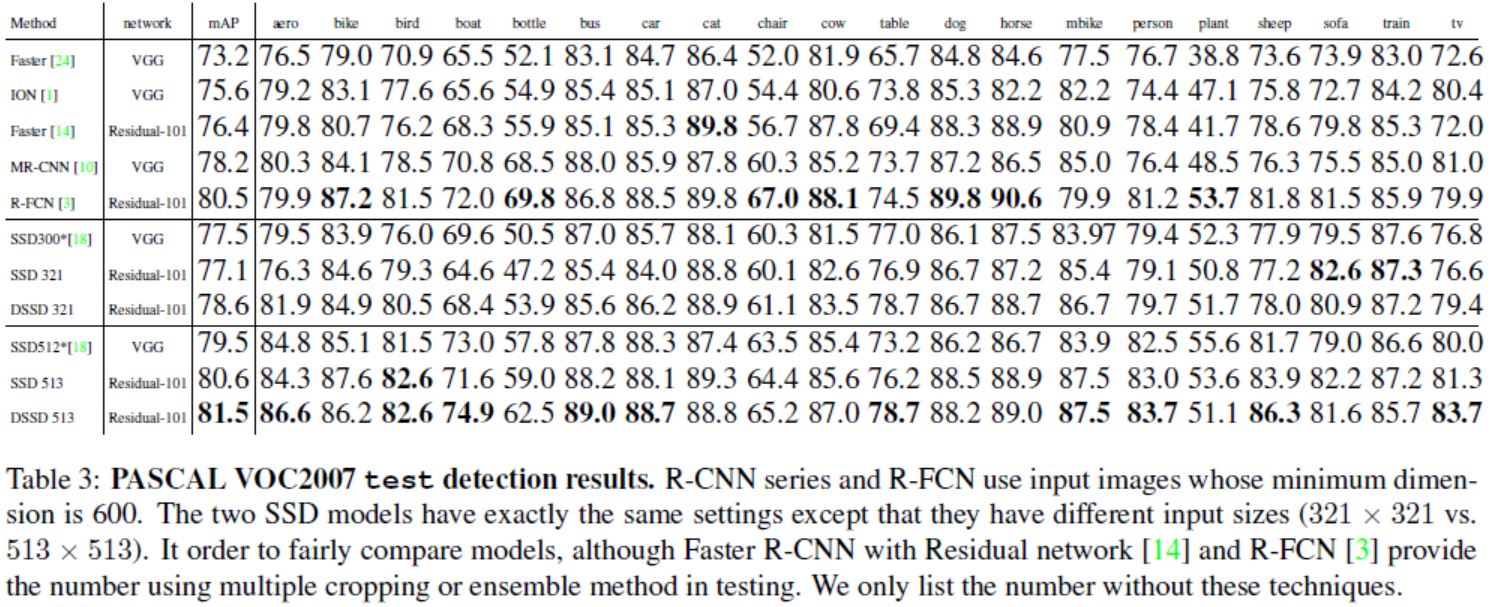 Method network mAP aero bike bird boat bottle bus car cat chair cow table dog horse mbike person plant sheep sofa train tv
Faster [24] VGG 73.2 76.5 79.0 70.9 65.5 52.1 83.1 84.7 86.4 52.0 81.9 65.7 84.8 84.6 77.5 76.7 38.8 73.6 73.9 83.0 72.6
ION [1] VGG 75.6 79.2 83.1 77.6 65.6 54.9 85.4 85.1 87.0 54.4 80.6 73.8 85.3 82.2 82.2 74.4 47.1 75.8 72.7 84.2 80.4
Faster [14] Residual-101 76.4 79.8 80.7 76.2 68.3 55.9 85.1 85.3 89.8 56.7 87.8 69.4 88.3 88.9 80.9 78.4 41.7 78.6 79.8 85.3 72.0
MR-CNN [10] VGG 78.2 80.3 84.1 78.5 70.8 68.5 88.0 85.9 87.8 60.3 85.2 73.7 87.2 86.5 85.0 76.4 48.5 76.3 75.5 85.0 81.0
R-FCN [3] Residual-101 80.5 79.9 87.2 81.5 72.0 69.8 86.8 88.5 89.8 67.0 88.1 74.5 89.8 90.6 79.9 81.2 53.7 81.8 81.5 85.9 79.9
SSD300*[18] VGG 77.5 79.5 83.9 76.0 69.6 50.5 87.0 85.7 88.1 60.3 81.5 77.0 86.1 87.5 83.97 79.4 52.3 77.9 79.5 87.6 76.8
SSD 321 Residual-101 77.1 76.3 84.6 79.3 64.6 47.2 85.4 84.0 88.8 60.1 82.6 76.9 86.7 87.2 85.4 79.1 50.8 77.2 82.6 87.3 76.6
DSSD 321 Residual-101 78.6 81.9 84.9 80.5 68.4 53.9 85.6 86.2 88.9 61.1 83.5 78.7 86.7 88.7 86.7 79.7 51.7 78.0 80.9 87.2 79.4
SSD512*[18] VGG 79.5 84.8 85.1 81.5 73.0 57.8 87.8 88.3 87.4 63.5 85.4 73.2 86.2 86.7 83.9 82.5 55.6 81.7 79.0 86.6 80.0
SSD 513 Residual-101 80.6 84.3 87.6 82.6 71.6 59.0 88.2 88.1 89.3 64.4 85.6 76.2 88.5 88.9 87.5 83.0 53.6 83.9 82.2 87.2 81.3
DSSD 513 Residual-101 81.5 86.6 86.2 82.6 74.9 62.5 89.0 88.7 88.8 65.2 87.0 78.7 88.2 89.0 87.5 83.7 51.1 86.3 81.6 85.7 83.7
Table 3: PASCAL VOC2007 test detection results. R-CNN series and R-FCN use input images whose minimum dimen-
sion is 600. The two SSD models have exactly the same settings except that they have different input sizes (321 × 321 vs.
513 × 513). It order to fairly compare models, although Faster R-CNN with Residual network [14] and R-FCN [3] provide
the number using multiple cropping or ensemble method in testing. We only list the number without these techniques.